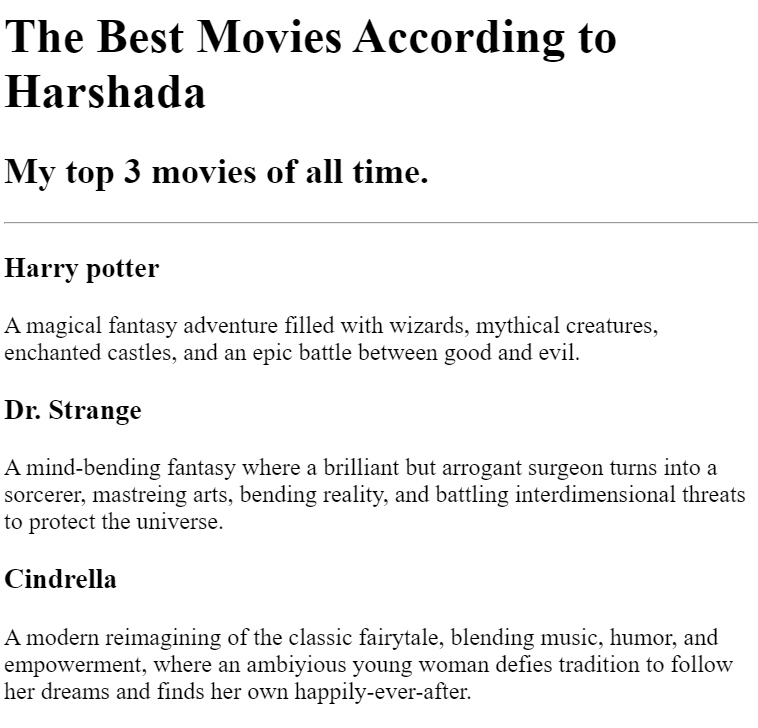 The Best Movies According to
Harshada
My top 3 movies of all time.
Harry potter
A magical fantasy adventure filled with wizards, mythical creatures,
enchanted castles, and an epic battle between good and evil.
Dr. Strange
A mind-bending fantasy where a brilliant but arrogant surgeon turns into a
sorcerer, mastreing arts, bending reality, and battling interdimensional threats
to protect the universe.
Cindrella
A modern reimagining of the classic fairytale, blending music, humor, and
empowerment, where an ambiyious young woman defies tradition to follow
her dreams and finds her own happily-ever-after.